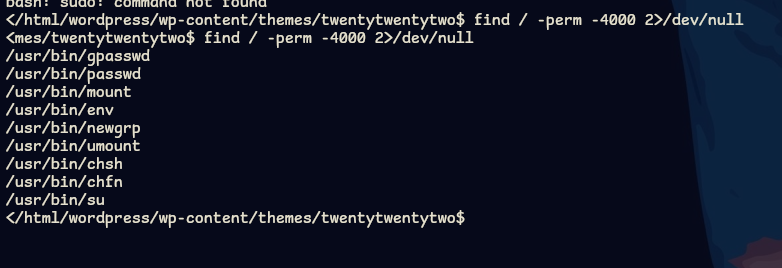 bash: sudo: command not found
</html/wordpress/wp-content/themes/twentytwentytwo$ find / -perm -4000 2>/dev/null
<mes/twentytwentytwo$ find / -perm -4000 2>/dev/null
/usr/bin/gpasswd
/usr/bin/passwd
/usr/bin/mount
/usr/bin/env
/usr/bin/newgrp
/usr/bin/umount
/usr/bin/chsh
/usr/bin/chfn
/usr/bin/su
</html/wordpress/wp-content/themes/twentytwentytwo$